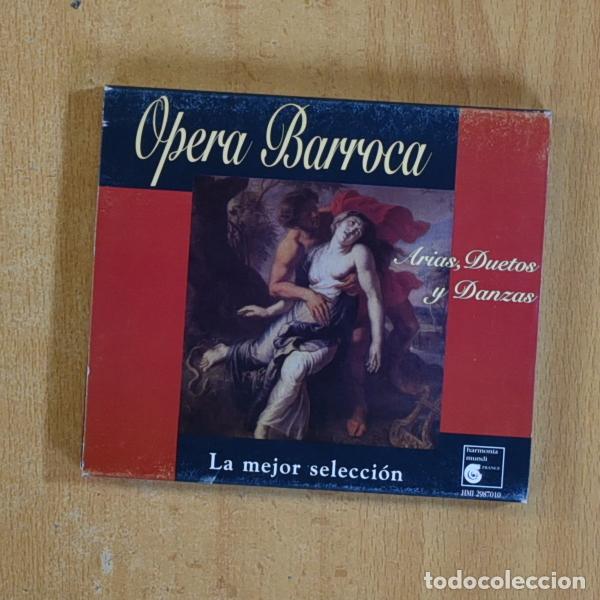 Opera Barroca
Arias, Duetos
y Danzas
La mejor selección
harmonia
mundi
FRANCE
HMI 2987010
todocoleccion